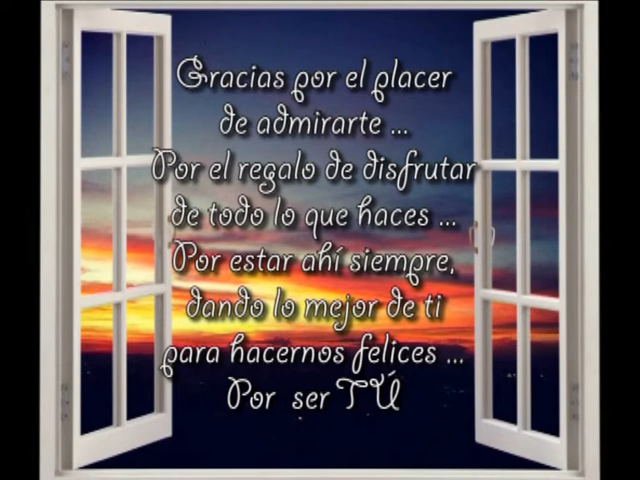 Gracias por el placer
de admirarte ...
Por el regalo de disfrutar
de todo lo que haces ...
Por estar ahí siempre,
dando lo mejor de ti
para hacernos felices ...
Por ser TÚ